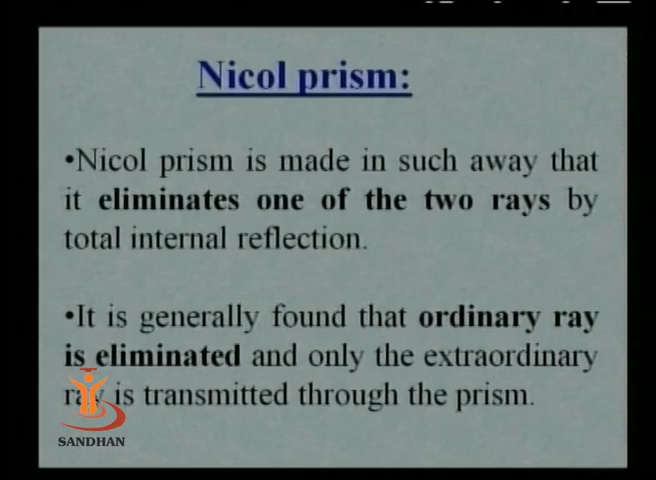 Nicol prism:
•Nicol prism is made in such away that
it eliminates one of the two rays by
total internal reflection.
•It is generally found that ordinary ray
is eliminated and only the extraordinary
ray is transmitted through the prism.
SANDHAN